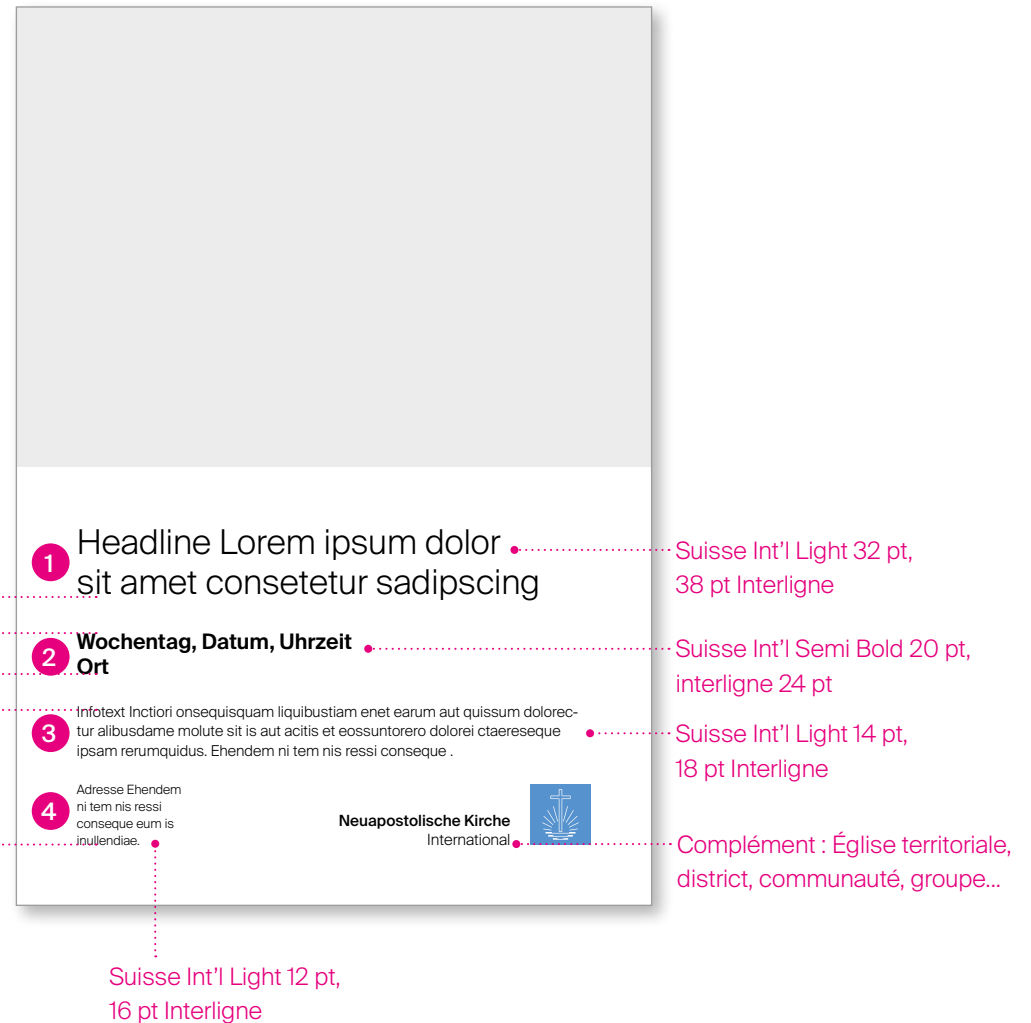 1
Headline Lorem ipsum dolor
sit amet consetetur sadipscing
Suisse Int'l Light 32 pt,
38 pt Interligne
2
Wochentag, Datum, Uhrzeit
Ort
Suisse Int'l Semi Bold 20 pt,
interligne 24 pt
3
Infotext Inctiori onsequisquam liquibustiam enet earum aut quissum dolorec-
tur alibusdame molute sit is aut acitis et eossuntorero dolorei ctaereseque
ipsam rerumquidus. Ehendem ni tem nis ressi conseque .
Suisse Int'l Light 14 pt,
18 pt Interligne
4
Adresse Ehendem
ni tem nis ressi
conseque eum is
inullendiae.
Neuapostolische Kirche
International
Complément : Église territoriale,
district, communauté, groupe...
Suisse Int'l Light 12 pt,
16 pt Interligne